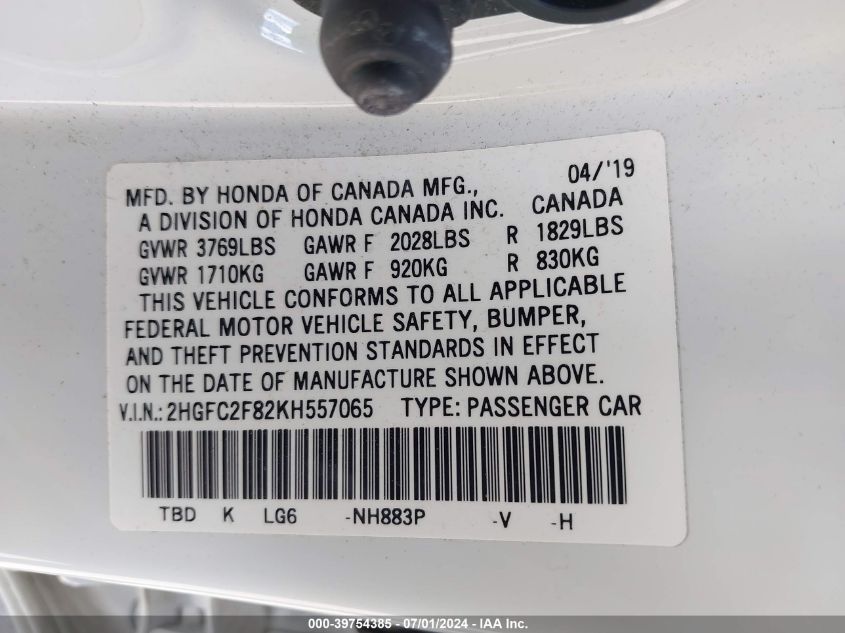 04/'19
MFD. BY HONDA OF CANADA MFG.,
A DIVISION OF HONDA CANADA INC. CANADA
GVWR 3769LBS GAWR F 2028LBS R 1829LBS
GVWR 1710KG GAWR F 920KG R 830KG
THIS VEHICLE CONFORMS TO ALL APPLICABLE
FEDERAL MOTOR VEHICLE SAFETY, BUMPER,
AND THEFT PREVENTION STANDARDS IN EFFECT
ON THE DATE OF MANUFACTURE SHOWN ABOVE.
V.I.N.: 2HGFC2F82KH557065 TYPE: PASSENGER CAR
TBD K LG6 -NH883P -V -H
000-39754385 - 07/01/2024 - IAA Inc.